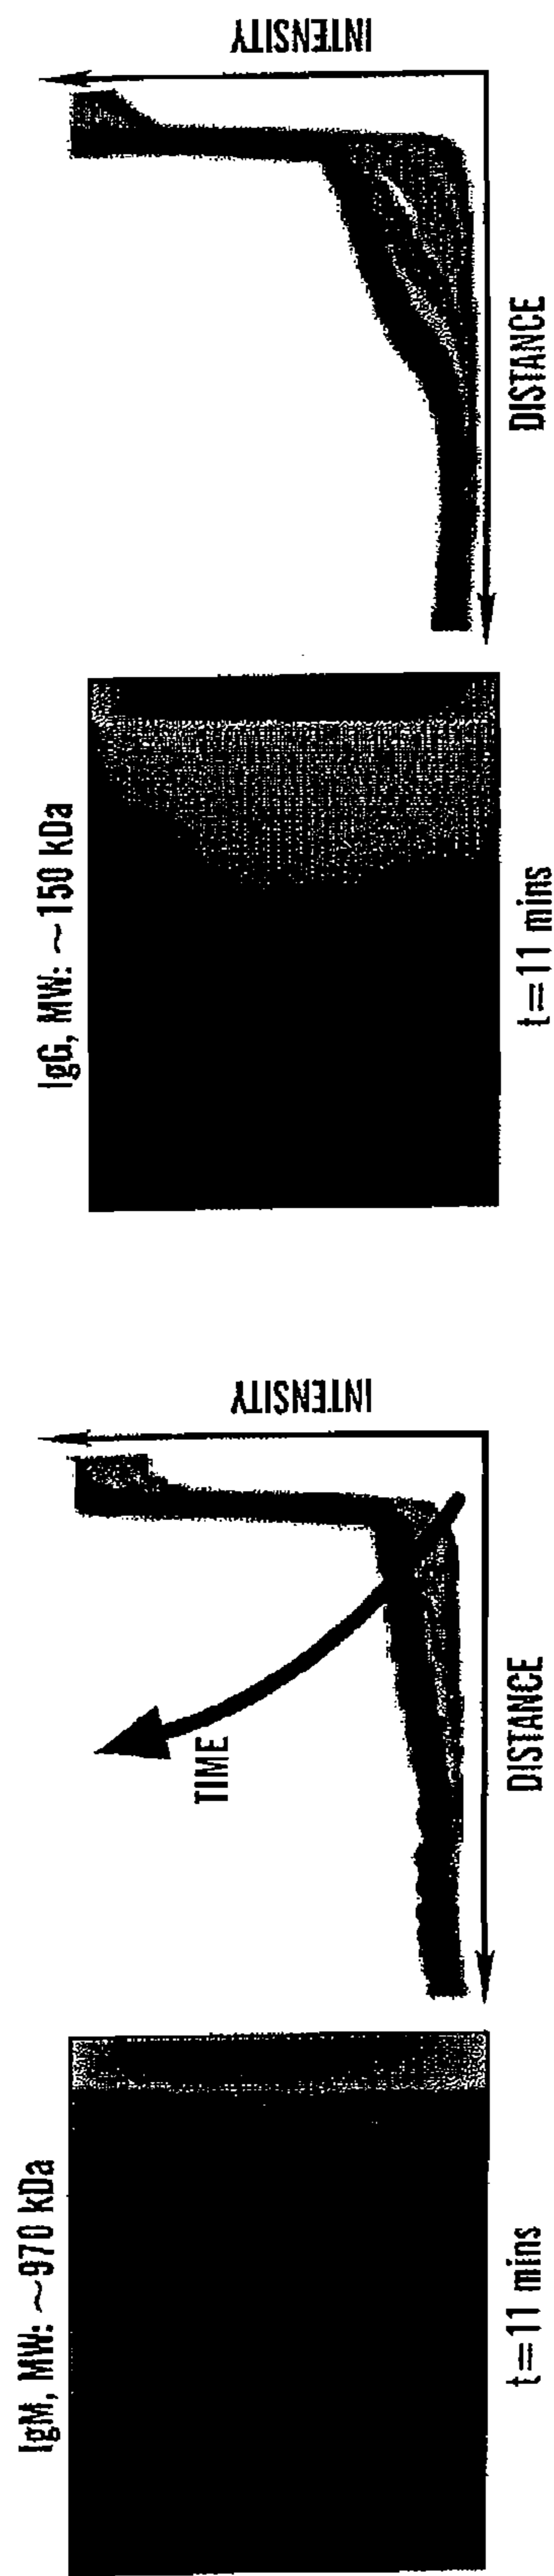 IgM, MW: ~970 kDa
t=11 mins
TIME
INTENSITY
DISTANCE
IgG, MW: ~150 kDa
t=11 mins
INTENSITY
DISTANCE